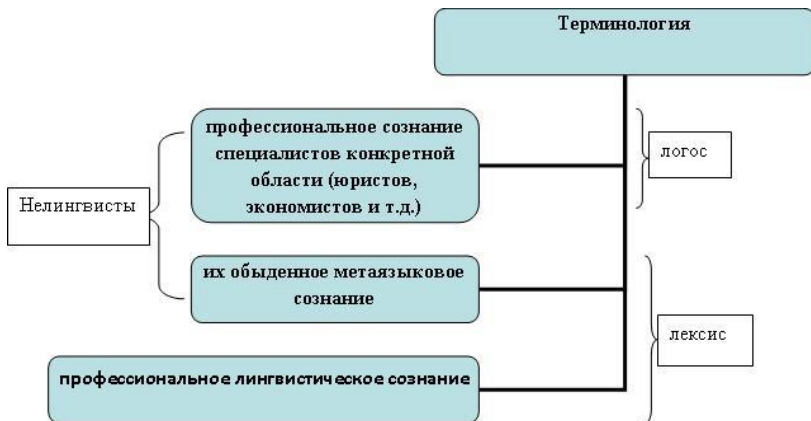 Терминология
профессиональное сознание
специалистов конкретной
области (юристов,
экономистов и т.д.)
логос
Нелингвисты
их обыденное метаязыковое
сознание
лексис
профессиональное лингвистическое сознание